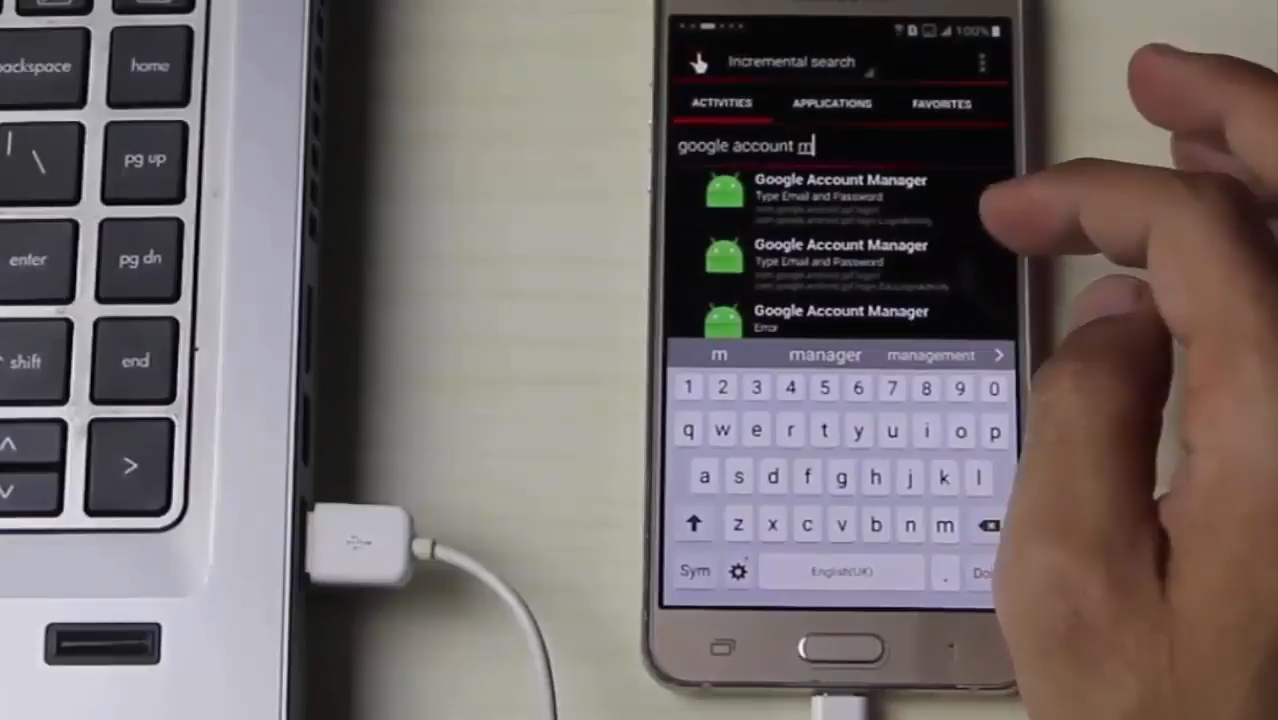 backspace
home
\
pg up
enter
pg dn
shift
end
>
100%
Incremental search
ACTIVITIES APPLICATIONS FAVORITES
google account m
Google Account Manager
Type Email and Password
Google Account Manager
Type Email and Password
Google Account Manager
Error
m manager management >
1 2 3 4 5 6 7 8 9 0
q w e r t y u i o p
a s d f g h j k l
z x c v b n m
Sym English(UK) . Do